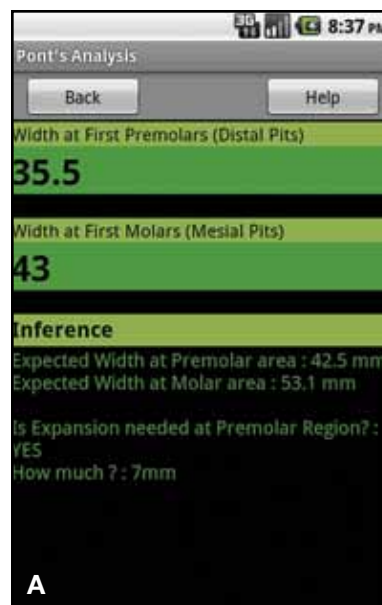 3G 8:37 PM
Pont's Analysis
Back Help
Width at First Premolars (Distal Pits)
35.5
Width at First Molars (Mesial Pits)
43
Inference
Expected Width at Premolar area : 42.5 mm
Expected Width at Molar area : 53.1 mm
Is Expansion needed at Premolar Region? :
YES
How much ? : 7mm
A